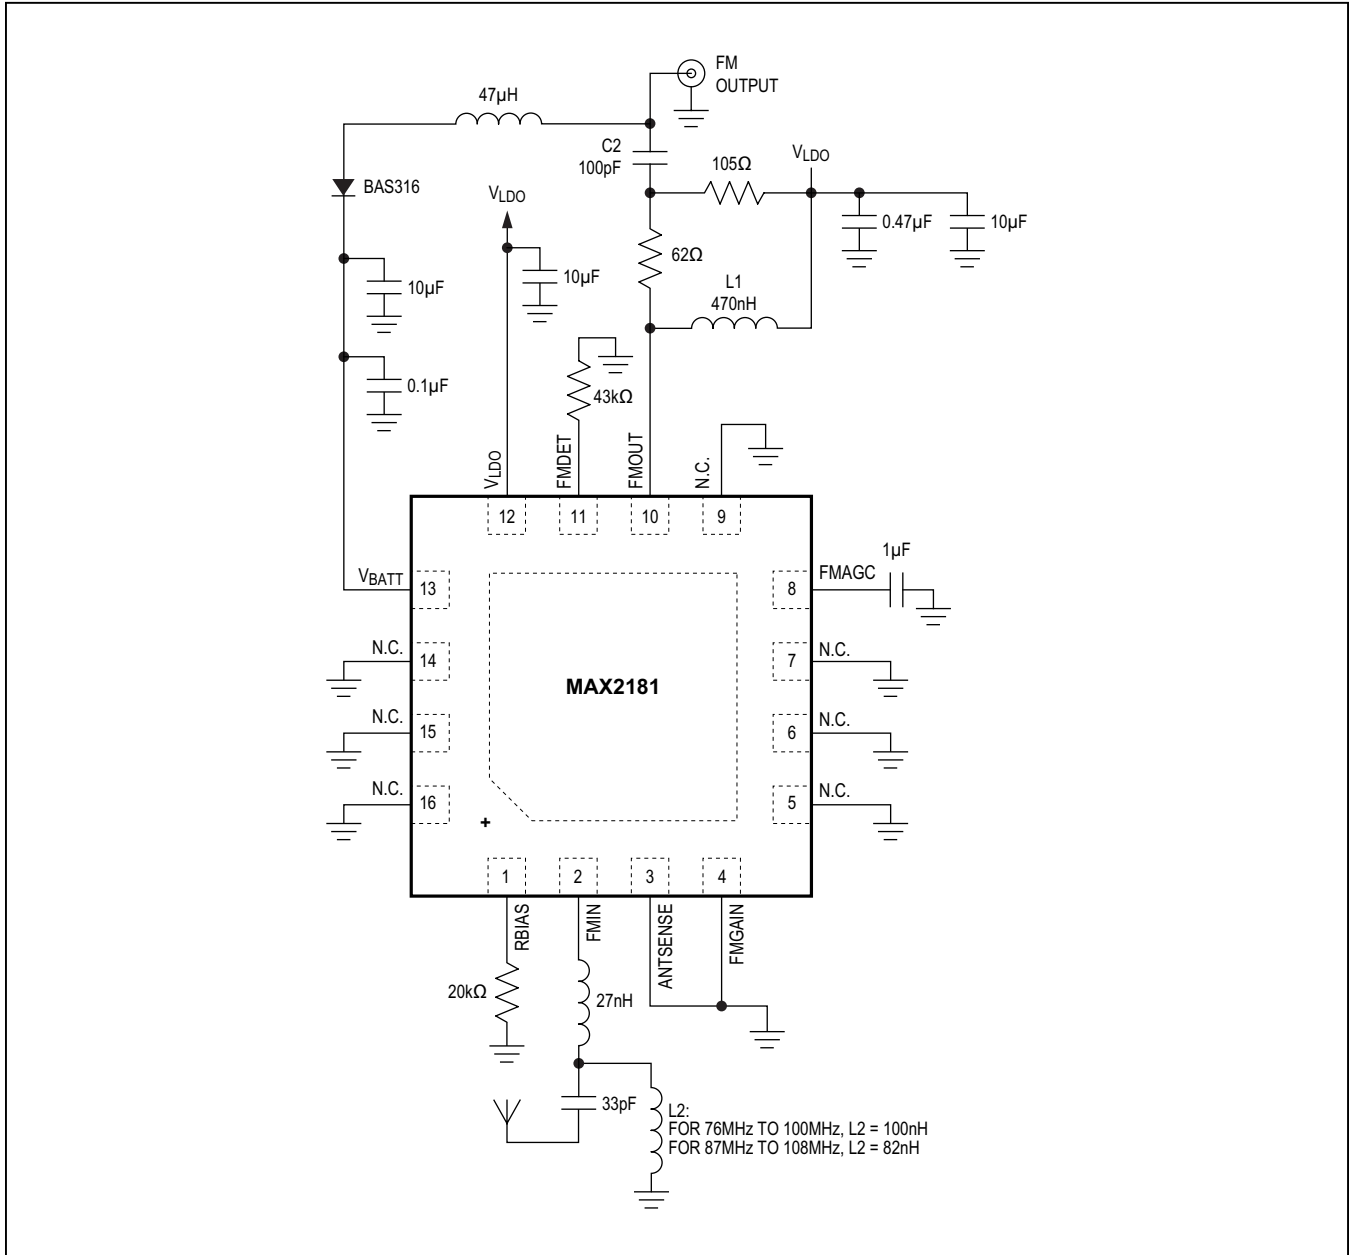 FM
OUTPUT
47µH
C2
100pF
105Ω
VLDO
BAS316
VLDO
0.47µF
10µF
62Ω
10µF
L1
470nH
10µF
43kΩ
0.1µF
VLDO
FMDET
FMOUT
N.C.
12
11
10
9
1µF
VBATT
13
8
FMAGC
N.C.
14
7
N.C.
MAX2181
N.C.
15
6
N.C.
N.C.
16
5
N.C.
+
1
2
3
4
RBIAS
FMIN
ANTSENSE
FMGAIN
20kΩ
27nH
33pF
L2:
FOR 76MHz TO 100MHz, L2 = 100nH
FOR 87MHz TO 108MHz, L2 = 82nH